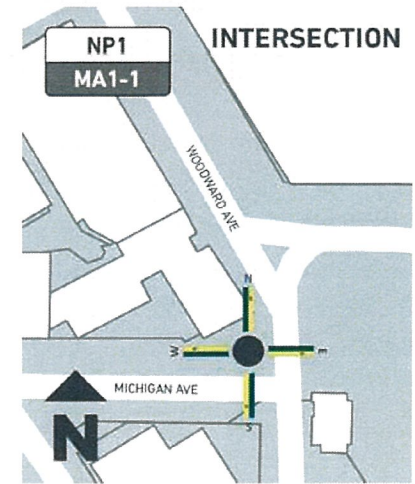 NP1
MA1-1
INTERSECTION
WOODWARD AVE
N
W
E
MICHIGAN AVE
S
N